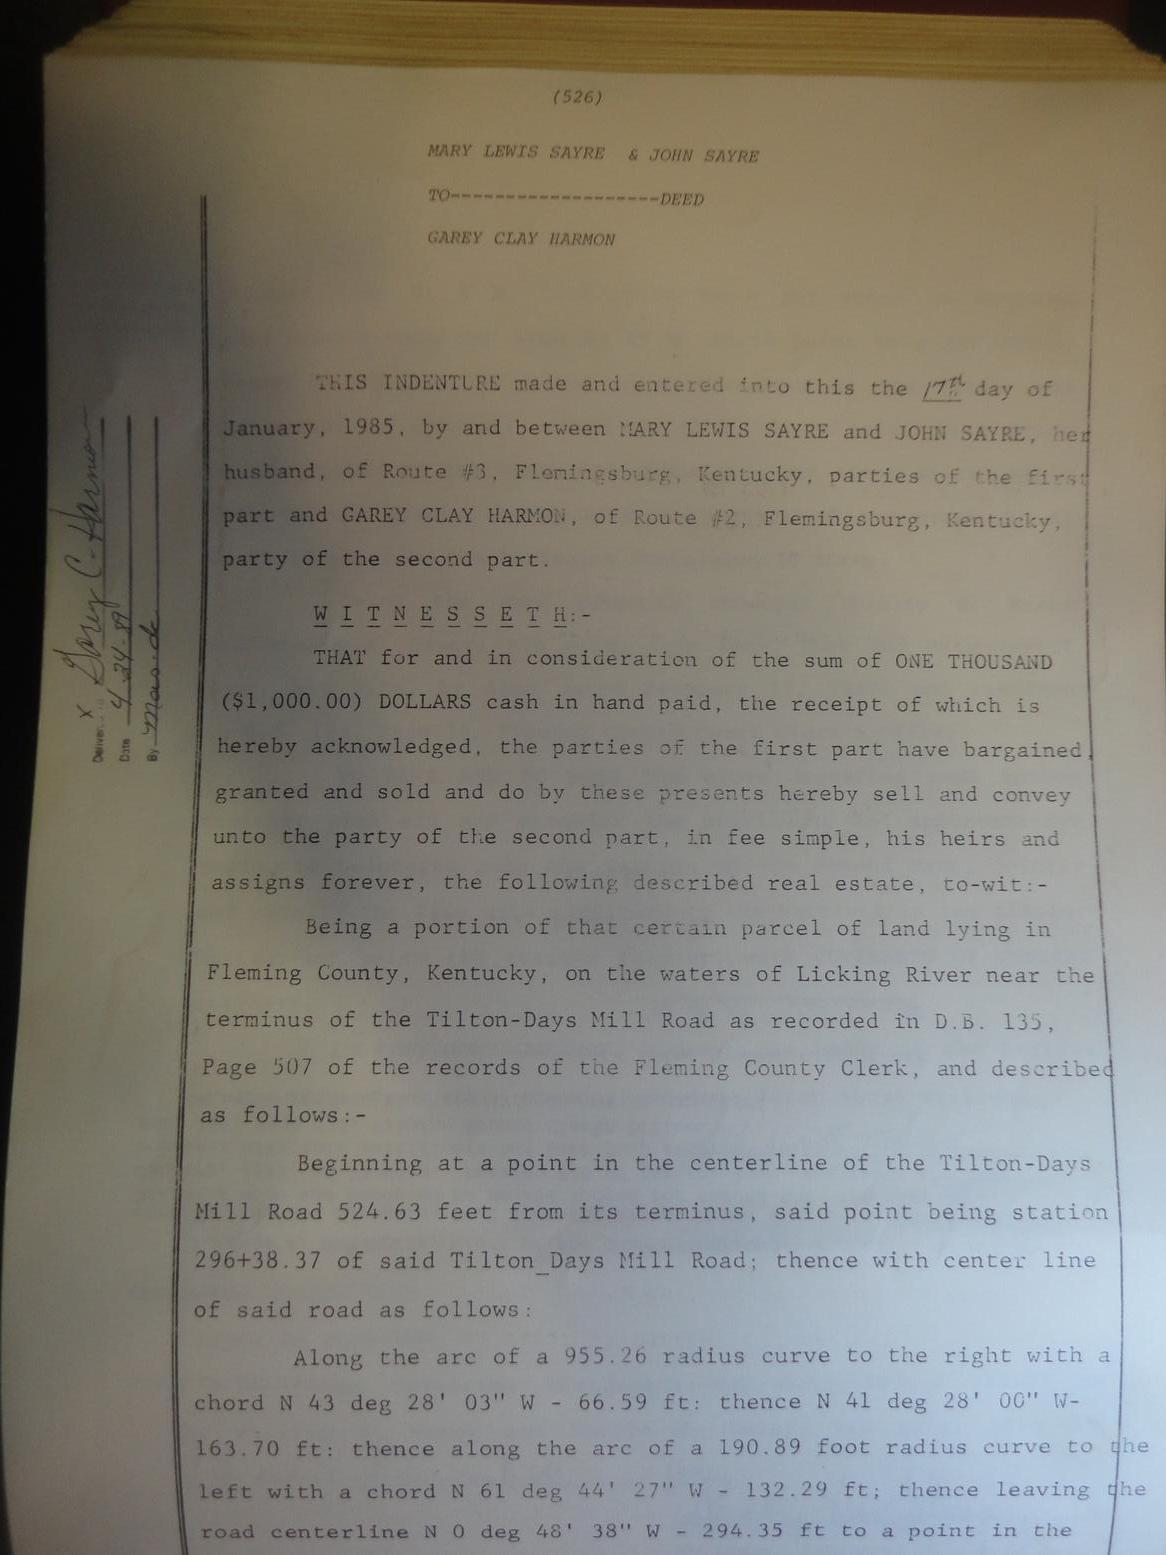 (526)
MARY LEWIS SAYRE & JOHN SAYRE
TO-------------------DEED
GAREY CLAY HARMON
THIS INDENTURE made and entered into this the 17th day of
January, 1985, by and between MARY LEWIS SAYRE and JOHN SAYRE, her
husband, of Route #3, Flemingsburg, Kentucky, parties of the first
part and GAREY CLAY HARMON, of Route #2, Flemingsburg, Kentucky,
party of the second part.
W I T N E S S E T H:-
THAT for and in consideration of the sum of ONE THOUSAND
($1,000.00) DOLLARS cash in hand paid, the receipt of which is
hereby acknowledged, the parties of the first part have bargained,
granted and sold and do by these presents hereby sell and convey
unto the party of the second part, in fee simple, his heirs and
assigns forever, the following described real estate, to-wit:-
Being a portion of that certain parcel of land lying in
Fleming County, Kentucky, on the waters of Licking River near the
terminus of the Tilton-Days Mill Road as recorded in D.B. 135,
Page 507 of the records of the Fleming County Clerk, and described
as follows:-
Beginning at a point in the centerline of the Tilton-Days
Mill Road 524.63 feet from its terminus, said point being station
296+38.37 of said Tilton_Days Mill Road; thence with center line
of said road as follows:
Along the arc of a 955.26 radius curve to the right with a
chord N 43 deg 28' 03" W - 66.59 ft: thence N 41 deg 28' 00" W-
163.70 ft: thence along the arc of a 190.89 foot radius curve to the
left with a chord N 61 deg 44' 27" W - 132.29 ft; thence leaving the
road centerline N 0 deg 48' 38" W - 294.35 ft to a point in the
X Garey C. Harmon
Date 4-24-89
By